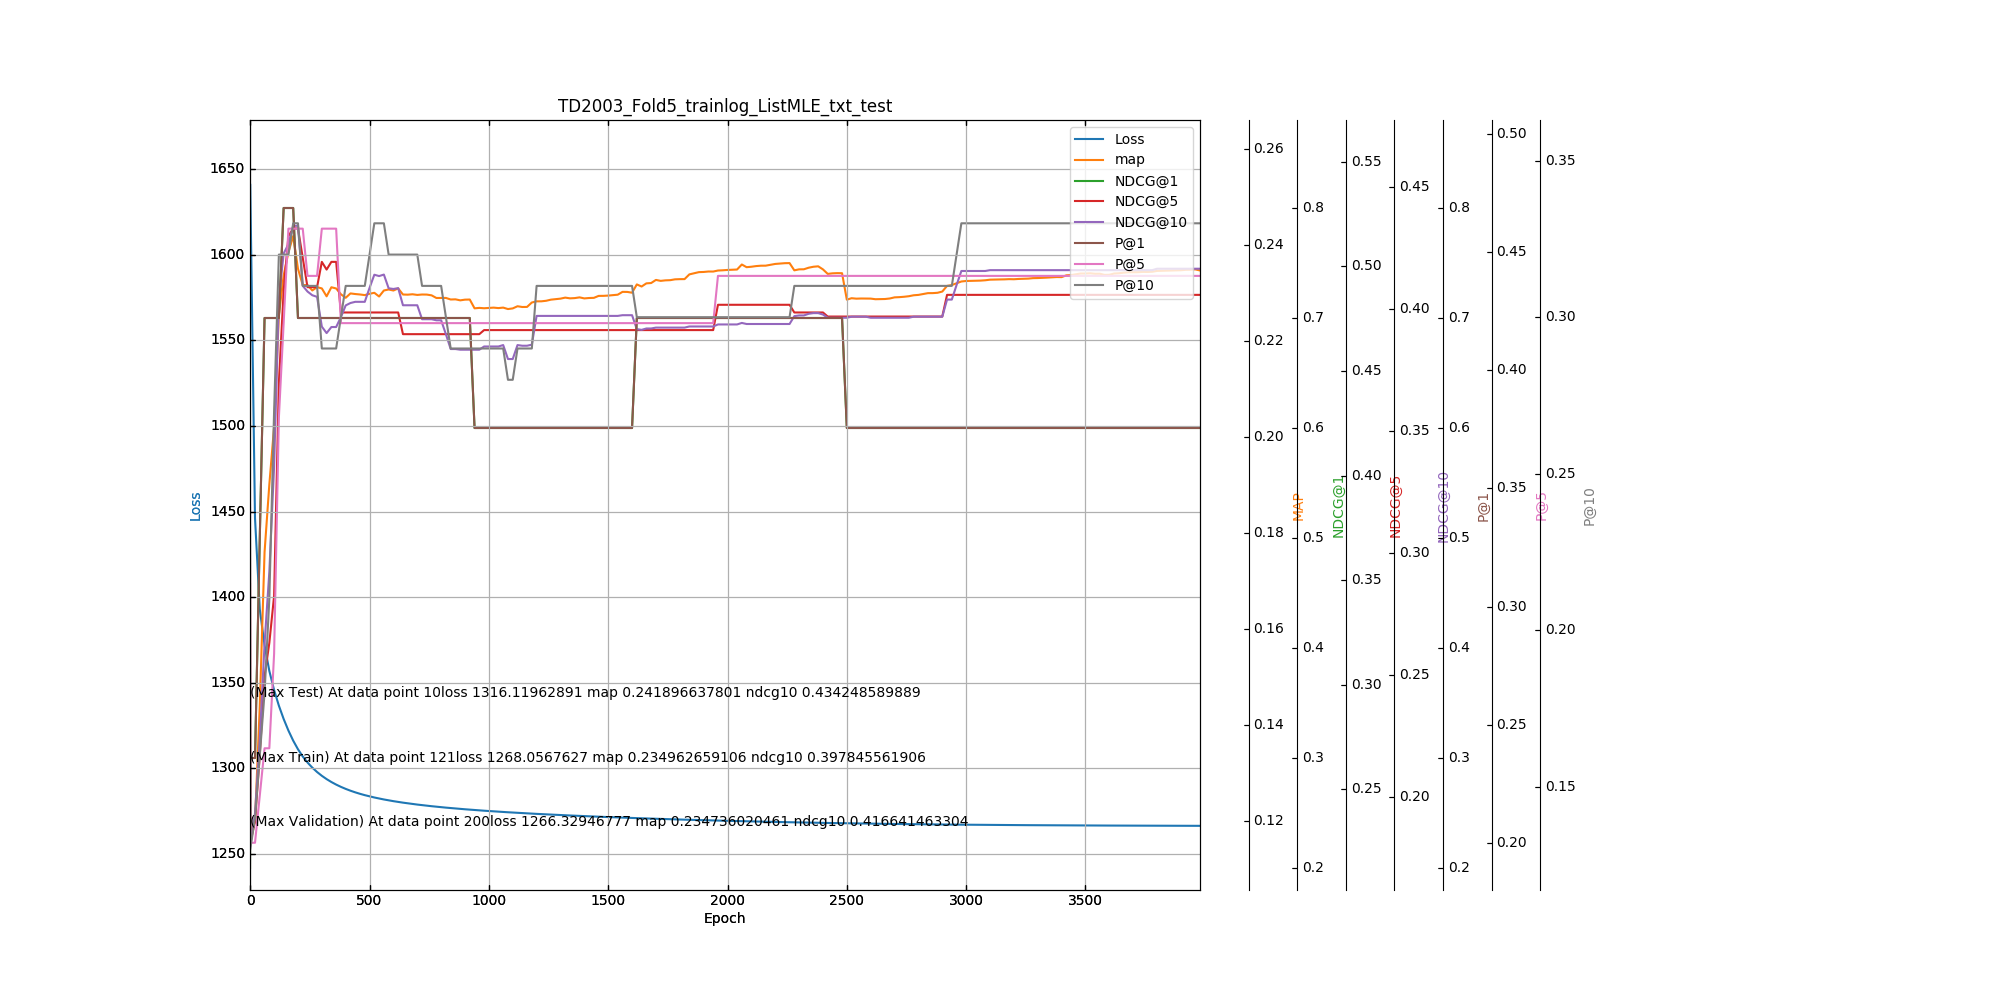 TD2003_Fold5_trainlog_ListMLE_txt_test
Loss
map
NDCG@1
NDCG@5
NDCG@10
P@1
P@5
P@10
1650
1600
1550
1500
1450
1400
1350
1300
1250
Loss
(Max Test) At data point 10loss 1316.11962891 map 0.241896637801 ndcg10 0.434248589889
(Max Train) At data point 121loss 1268.0567627 map 0.234962659106 ndcg10 0.397845561906
(Max Validation) At data point 200loss 1266.32946777 map 0.234736020461 ndcg10 0.416641463304
0 500 1000 1500 2000 2500 3000 3500
Epoch
0.26
0.24
0.22
0.20
0.18
0.16
0.14
0.12
MAP
0.8
0.7
0.6
0.5
0.4
0.3
0.2
NDCG@1
0.55
0.50
0.45
0.40
0.35
0.30
0.25
NDCG@5
0.45
0.40
0.35
0.30
0.25
0.20
NDCG@10
0.8
0.7
0.6
0.5
0.4
0.3
0.2
P@1
0.50
0.45
0.40
0.35
0.30
0.25
0.20
P@5
0.35
0.30
0.25
0.20
0.15
P@10